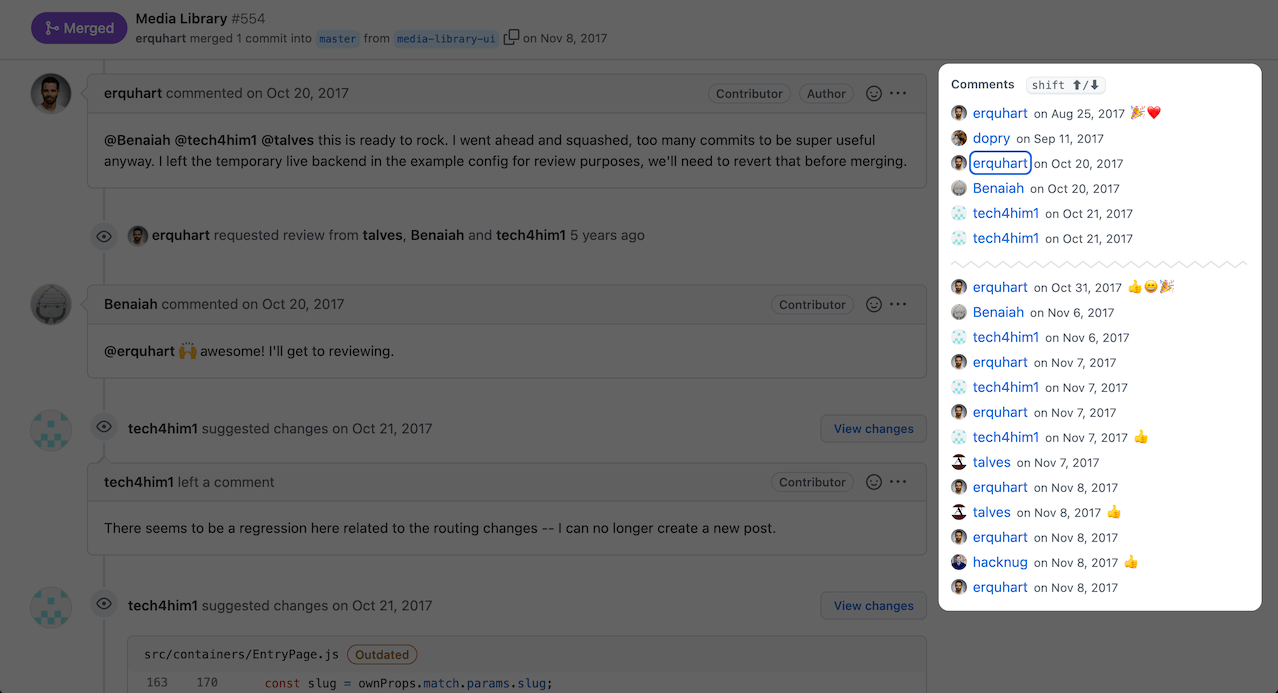 Merged
Media Library #554
erquhart merged 1 commit into master from media-library-ui on Nov 8, 2017
erquhart commented on Oct 20, 2017
Contributor
Author
@Benaiah @tech4him1 @talves this is ready to rock. I went ahead and squashed, too many commits to be super useful
anyway. I left the temporary live backend in the example config for review purposes, we'll need to revert that before merging.
erquhart requested review from talves, Benaiah and tech4him1 5 years ago
Benaiah commented on Oct 20, 2017
Contributor
@erquhart 🙌 awesome! I'll get to reviewing.
tech4him1 suggested changes on Oct 21, 2017
View changes
tech4him1 left a comment
Contributor
There seems to be a regression here related to the routing changes -- I can no longer create a new post.
tech4him1 suggested changes on Oct 21, 2017
View changes
src/containers/EntryPage.js Outdated
163 170 const slug = ownProps.match.params.slug;
Comments shift ⬆/⬇
erquhart on Aug 25, 2017 🎉❤️
dopry on Sep 11, 2017
erquhart on Oct 20, 2017
Benaiah on Oct 20, 2017
tech4him1 on Oct 21, 2017
tech4him1 on Oct 21, 2017
erquhart on Oct 31, 2017 👍😄🎉
Benaiah on Nov 6, 2017
tech4him1 on Nov 6, 2017
erquhart on Nov 7, 2017
tech4him1 on Nov 7, 2017
erquhart on Nov 7, 2017
tech4him1 on Nov 7, 2017 👍
talves on Nov 7, 2017
erquhart on Nov 8, 2017
talves on Nov 8, 2017 👍
erquhart on Nov 8, 2017
hacknug on Nov 8, 2017 👍
erquhart on Nov 8, 2017